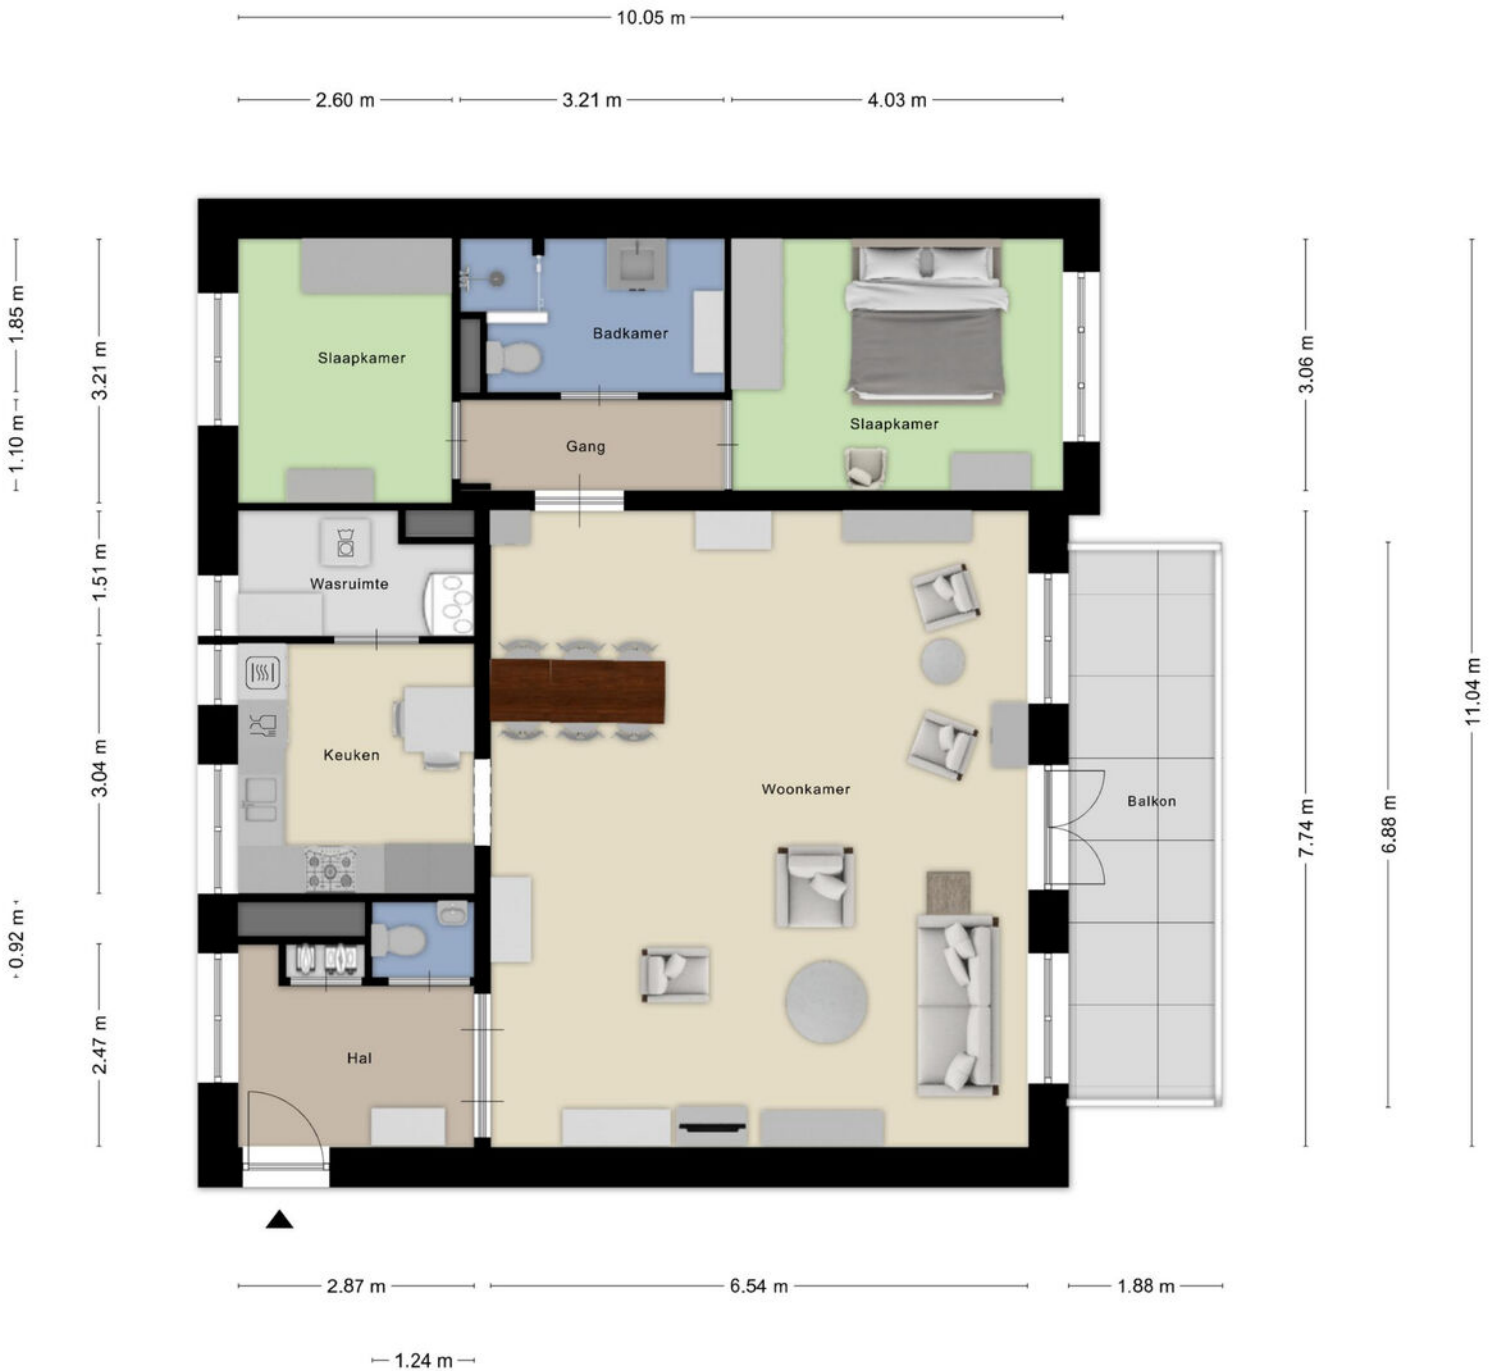 10.05 m
2.60 m
3.21 m
4.03 m
1.85 m
1.10 m
3.21 m
1.51 m
3.04 m
0.92 m
2.47 m
Slaapkamer
Badkamer
Slaapkamer
Gang
Wasruimte
Keuken
Woonkamer
Balkon
Hal
3.06 m
7.74 m
6.88 m
11.04 m
2.87 m
6.54 m
1.88 m
1.24 m